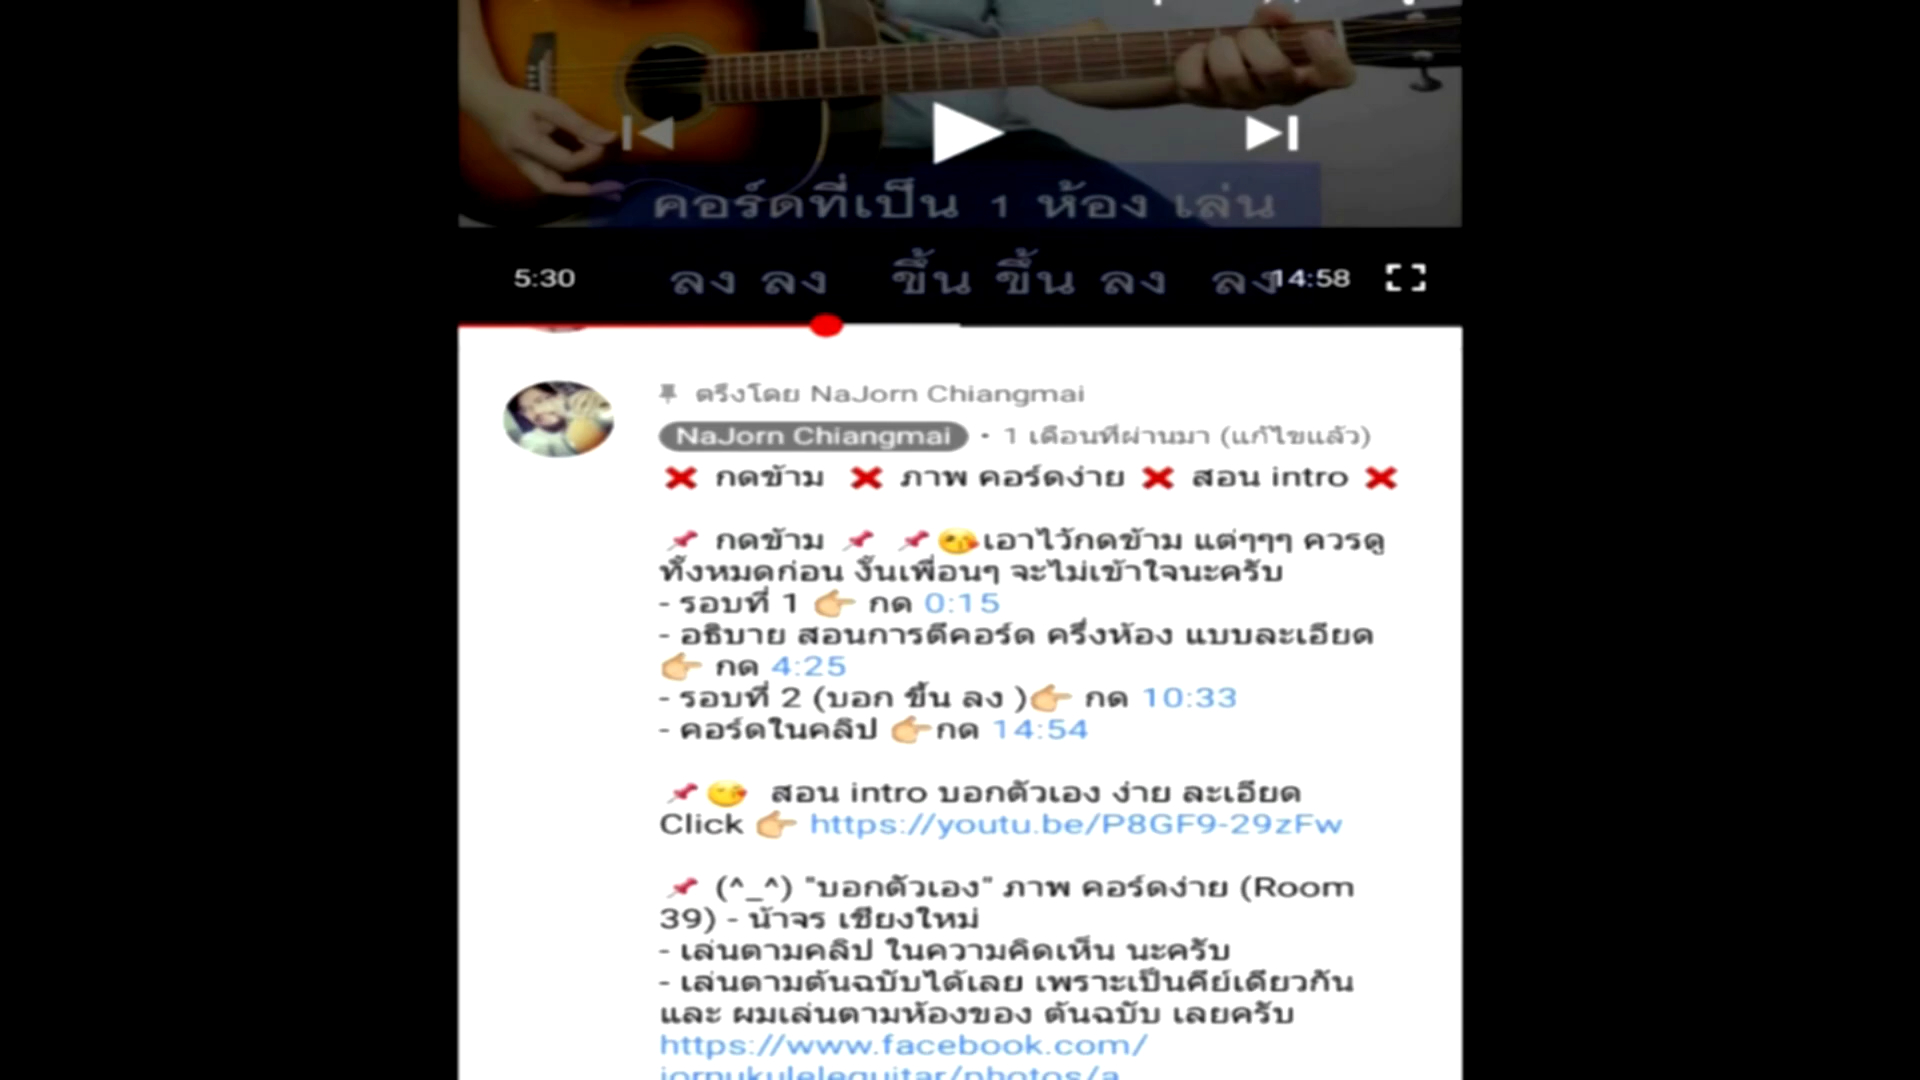 คอร์ดที่เป็น 1 ห้อง เล่น
5:30 ลง ลง ขึ้น ขึ้น ลง ลง 14:58
ตรึงโดย NaJorn Chiangmai
NaJorn Chiangmai • 1 เดือนที่ผ่านมา (แก้ไขแล้ว)
❌ กดข้าม ❌ ภาพ คอร์ดง่าย ❌ สอน intro ❌
📌 กดข้าม 📌 📌😘เอาไว้กดข้าม แต่ๆๆๆ ควรดู
ทั้งหมดก่อน งั้นเพื่อนๆ จะไม่เข้าใจนะครับ
- รอบที่ 1 👉 กด 0:15
- อธิบาย สอนการตีคอร์ด ครึ่งห้อง แบบละเอียด
👉 กด 4:25
- รอบที่ 2 (บอก ขึ้น ลง )👉 กด 10:33
- คอร์ดในคลิป 👉กด 14:54
📌😘 สอน intro บอกตัวเอง ง่าย ละเอียด
Click 👉 https://youtu.be/P8GF9-29zFw
📌 (^_^) "บอกตัวเอง" ภาพ คอร์ดง่าย (Room
39) - น้าจร เชียงใหม่
- เล่นตามคลิป ในความคิดเห็น นะครับ
- เล่นตามต้นฉบับได้เลย เพราะเป็นคีย์เดียวกัน
และ ผมเล่นตามห้องของ ต้นฉบับ เลยครับ
https://www.facebook.com/
jornukuleleguitar/photos/a